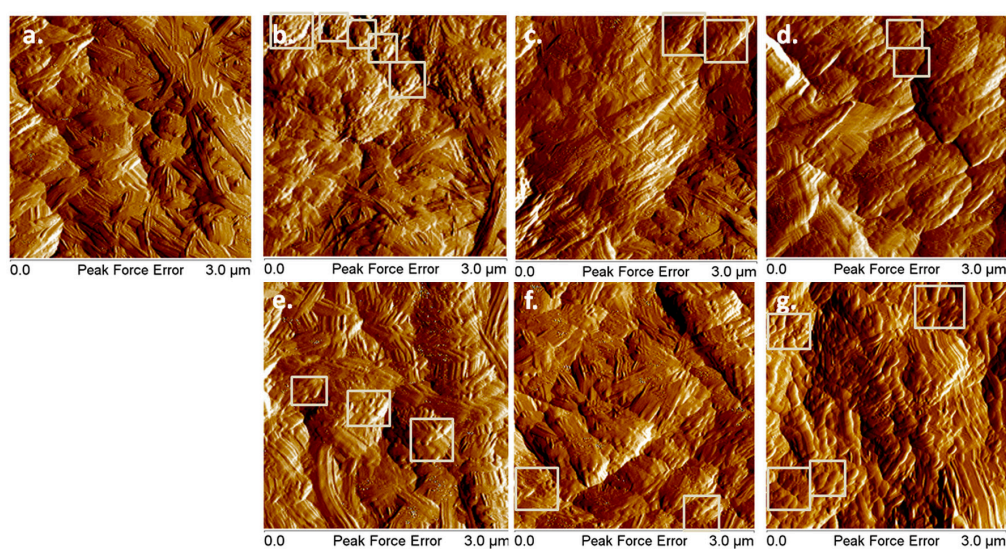 a. b. c. d.
0.0 Peak Force Error 3.0 µm 0.0 Peak Force Error 3.0 µm 0.0 Peak Force Error 3.0 µm 0.0 Peak Force Error 3.0 µm
e. f. g.
0.0 Peak Force Error 3.0 µm 0.0 Peak Force Error 3.0 µm 0.0 Peak Force Error 3.0 µm